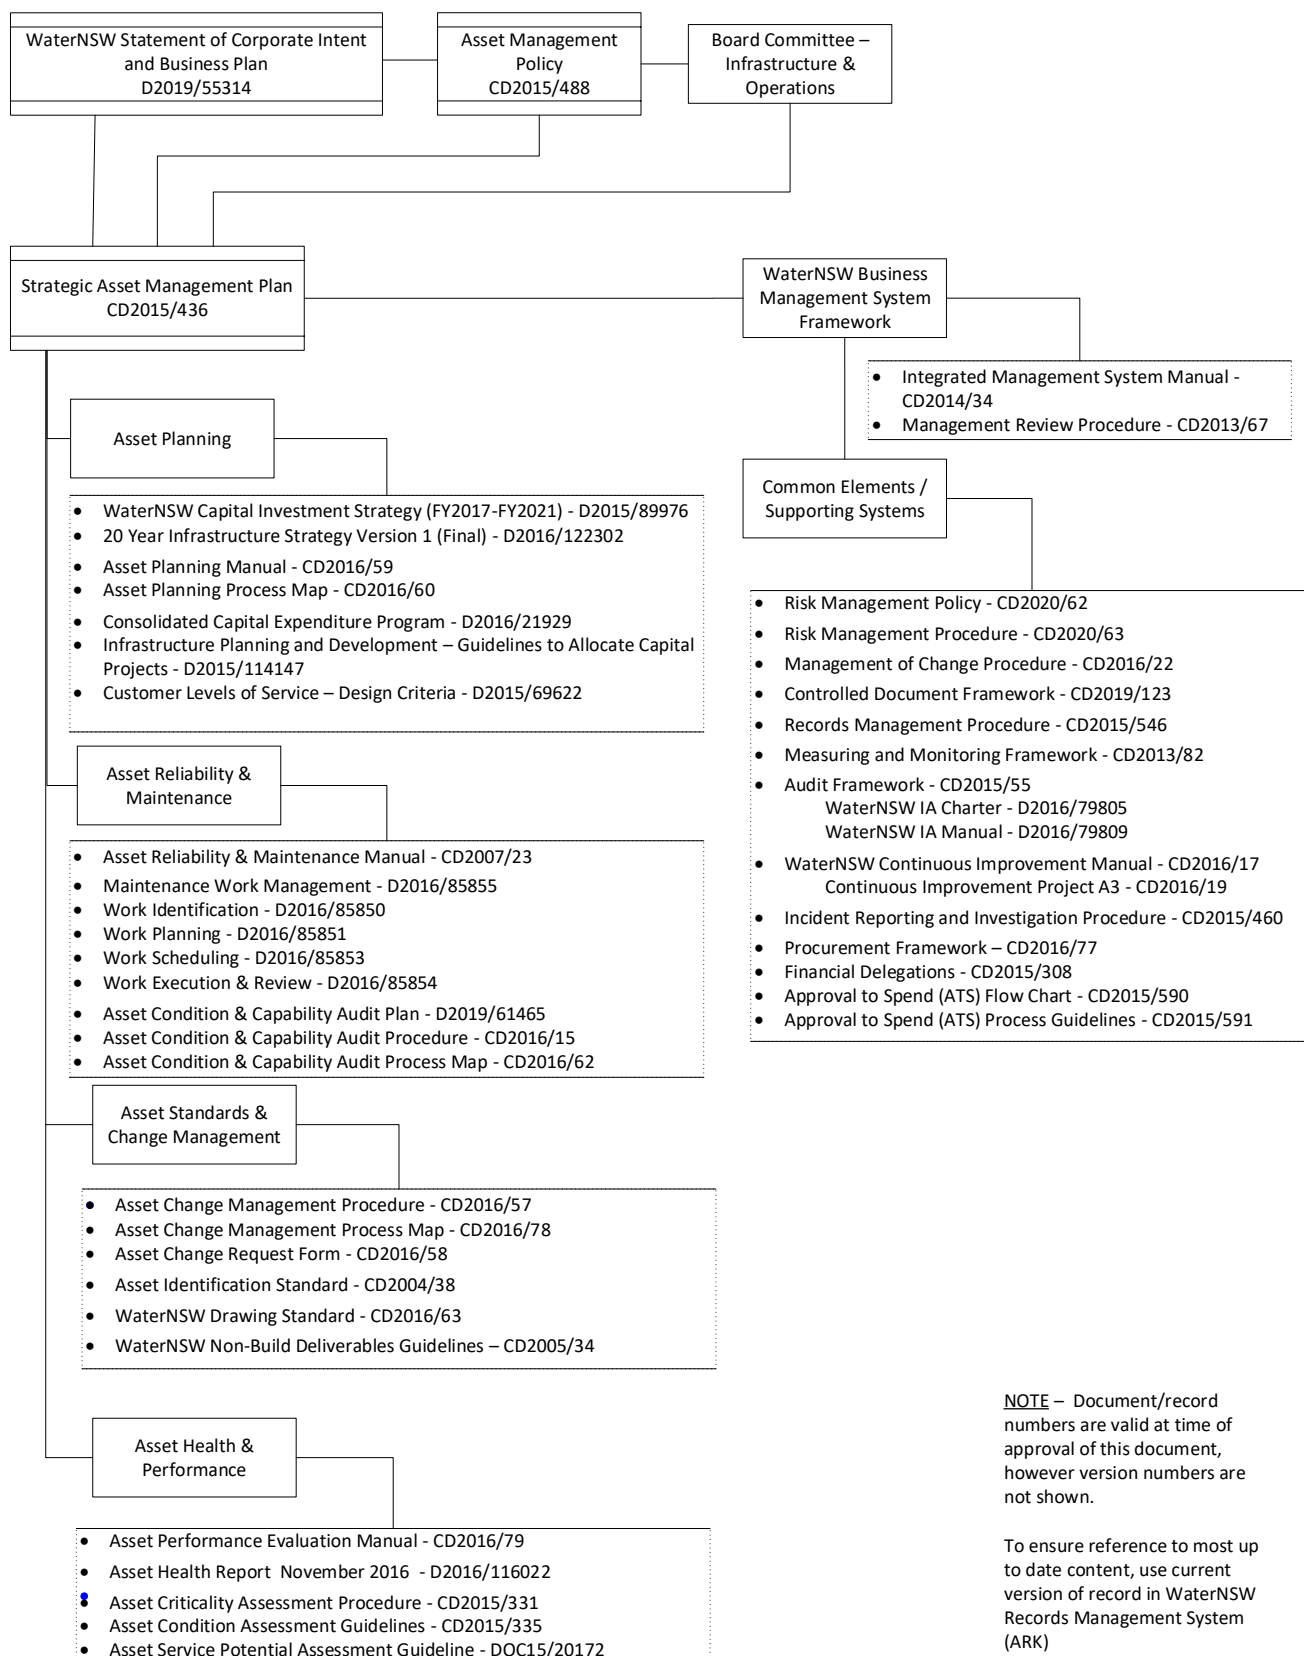 WaterNSW Statement of Corporate Intent
and Business Plan
D2019/55314
Asset Management
Policy
CD2015/488
Board Committee –
Infrastructure &
Operations
Strategic Asset Management Plan
CD2015/436
WaterNSW Business
Management System
Framework
• Integrated Management System Manual -
CD2014/34
• Management Review Procedure - CD2013/67
Asset Planning
• WaterNSW Capital Investment Strategy (FY2017-FY2021) - D2015/89976
• 20 Year Infrastructure Strategy Version 1 (Final) - D2016/122302
• Asset Planning Manual - CD2016/59
• Asset Planning Process Map - CD2016/60
• Consolidated Capital Expenditure Program - D2016/21929
• Infrastructure Planning and Development – Guidelines to Allocate Capital
Projects - D2015/114147
• Customer Levels of Service – Design Criteria - D2015/69622
Common Elements /
Supporting Systems
• Risk Management Policy - CD2020/62
• Risk Management Procedure - CD2020/63
• Management of Change Procedure - CD2016/22
• Controlled Document Framework - CD2019/123
• Records Management Procedure - CD2015/546
• Measuring and Monitoring Framework - CD2013/82
• Audit Framework - CD2015/55
WaterNSW IA Charter - D2016/79805
WaterNSW IA Manual - D2016/79809
• WaterNSW Continuous Improvement Manual - CD2016/17
Continuous Improvement Project A3 - CD2016/19
• Incident Reporting and Investigation Procedure - CD2015/460
• Procurement Framework – CD2016/77
• Financial Delegations - CD2015/308
• Approval to Spend (ATS) Flow Chart - CD2015/590
• Approval to Spend (ATS) Process Guidelines - CD2015/591
Asset Reliability &
Maintenance
• Asset Reliability & Maintenance Manual - CD2007/23
• Maintenance Work Management - D2016/85855
• Work Identification - D2016/85850
• Work Planning - D2016/85851
• Work Scheduling - D2016/85853
• Work Execution & Review - D2016/85854
• Asset Condition & Capability Audit Plan - D2019/61465
• Asset Condition & Capability Audit Procedure - CD2016/15
• Asset Condition & Capability Audit Process Map - CD2016/62
Asset Standards &
Change Management
• Asset Change Management Procedure - CD2016/57
• Asset Change Management Process Map - CD2016/78
• Asset Change Request Form - CD2016/58
• Asset Identification Standard - CD2004/38
• WaterNSW Drawing Standard - CD2016/63
• WaterNSW Non-Build Deliverables Guidelines – CD2005/34
Asset Health &
Performance
• Asset Performance Evaluation Manual - CD2016/79
• Asset Health Report November 2016 - D2016/116022
• Asset Criticality Assessment Procedure - CD2015/331
• Asset Condition Assessment Guidelines - CD2015/335
• Asset Service Potential Assessment Guideline - DOC15/20172
NOTE – Document/record
numbers are valid at time of
approval of this document,
however version numbers are
not shown.
To ensure reference to most up
to date content, use current
version of record in WaterNSW
Records Management System
(ARK)